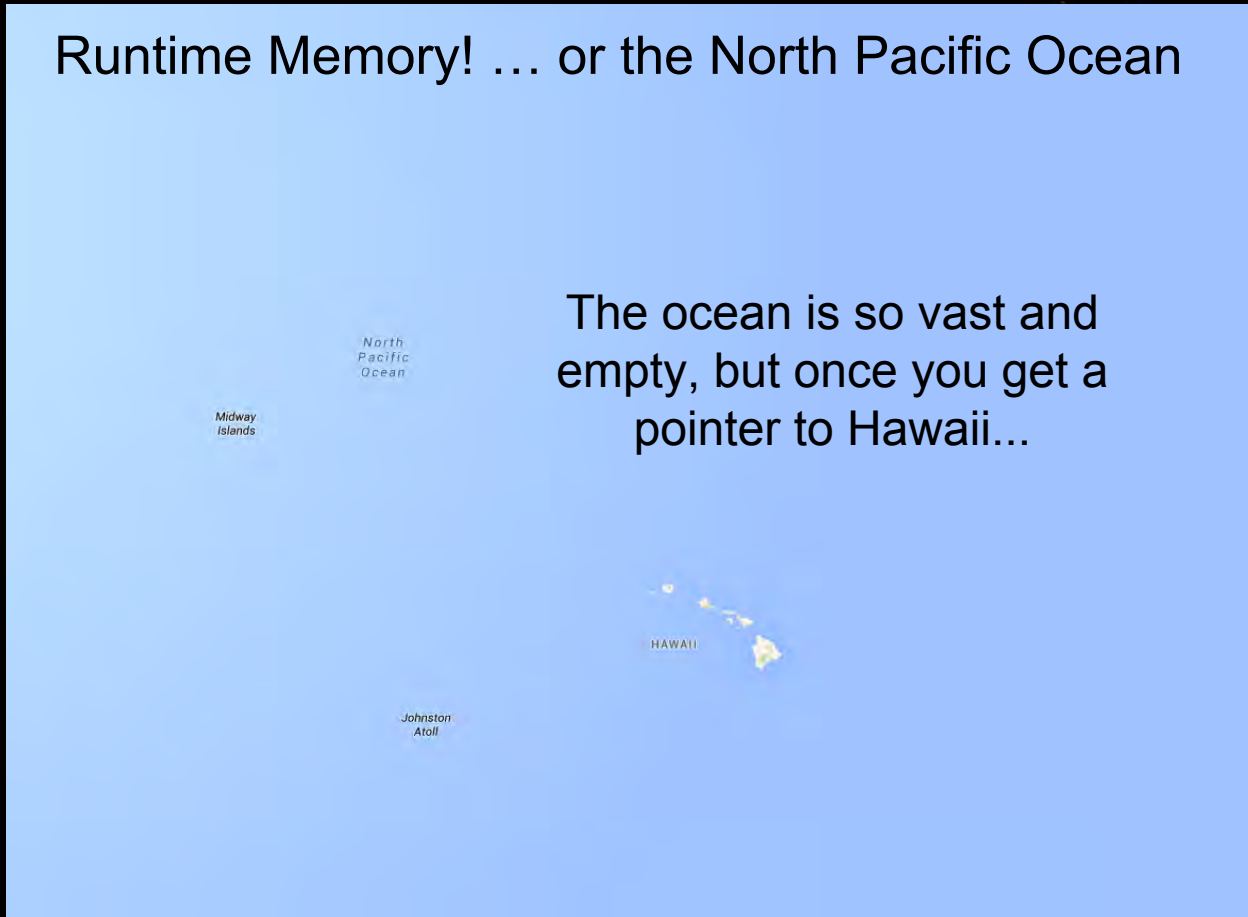 Runtime Memory! … or the North Pacific Ocean
The ocean is so vast and
empty, but once you get a
pointer to Hawaii...
North
Pacific
Ocean
Midway
Islands
HAWAII
Johnston
Atoll